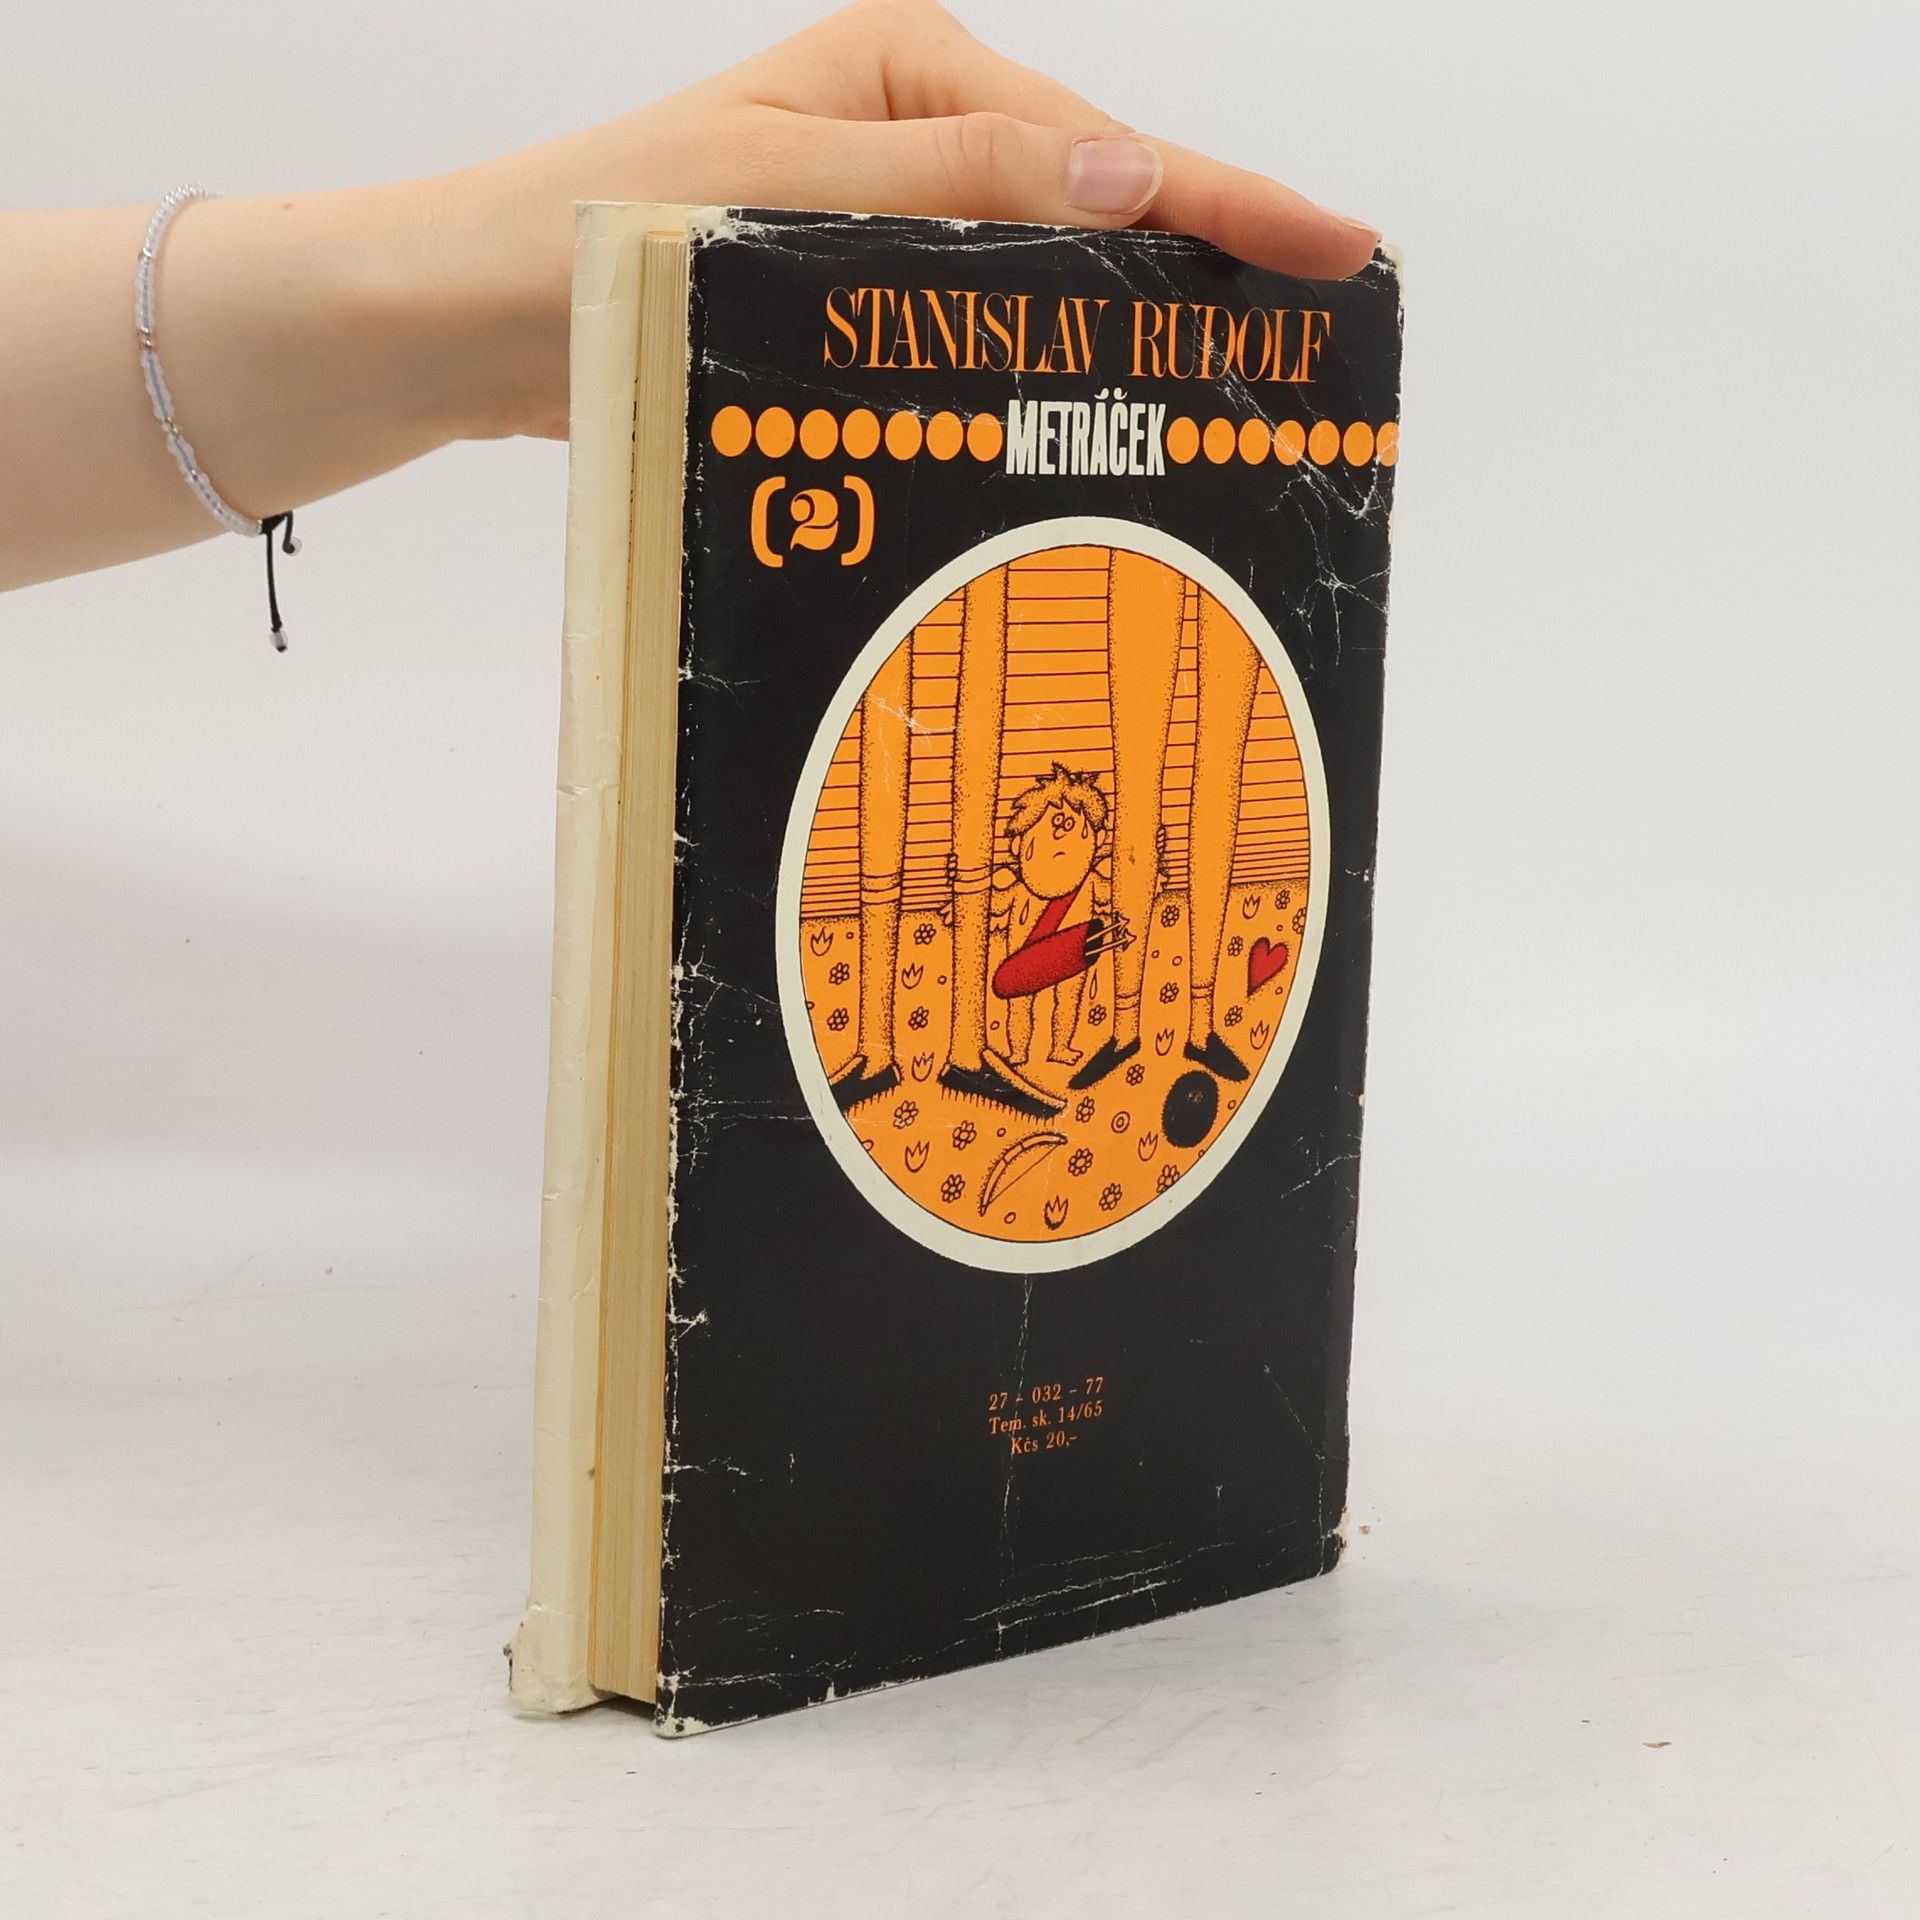 STANISLAV RUDOLF
METRÁČEK
(2)
27 - 032 - 77
Tem. sk. 14/65
Kčs 20,-